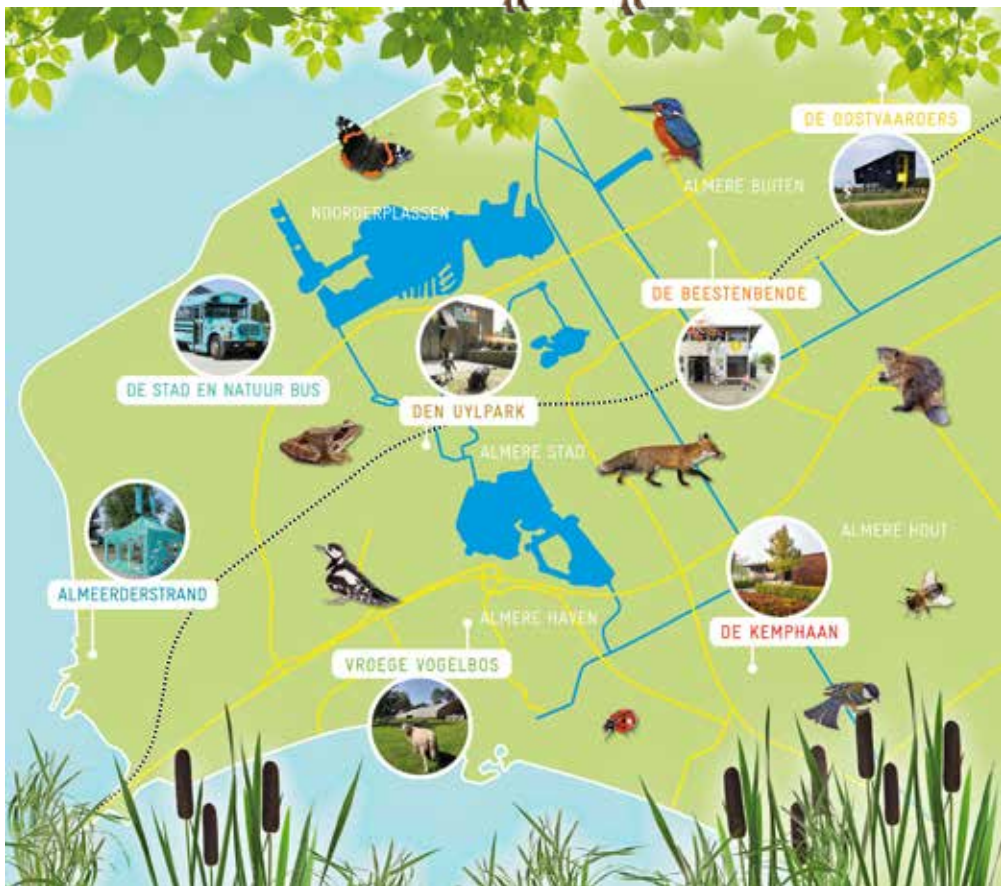 DE OOSTVAARDERS
ALMERE BUITEN
NOORDERPLASSEN
DE BEESTENBENDE
DE STAD EN NATUUR BUS
DEN UYLPARK
ALMERE STAD
ALMERE HOUT
ALMEERDERSTRAND
ALMERE HAVEN
DE KEMPHAAN
VROEGE VOGELBOS